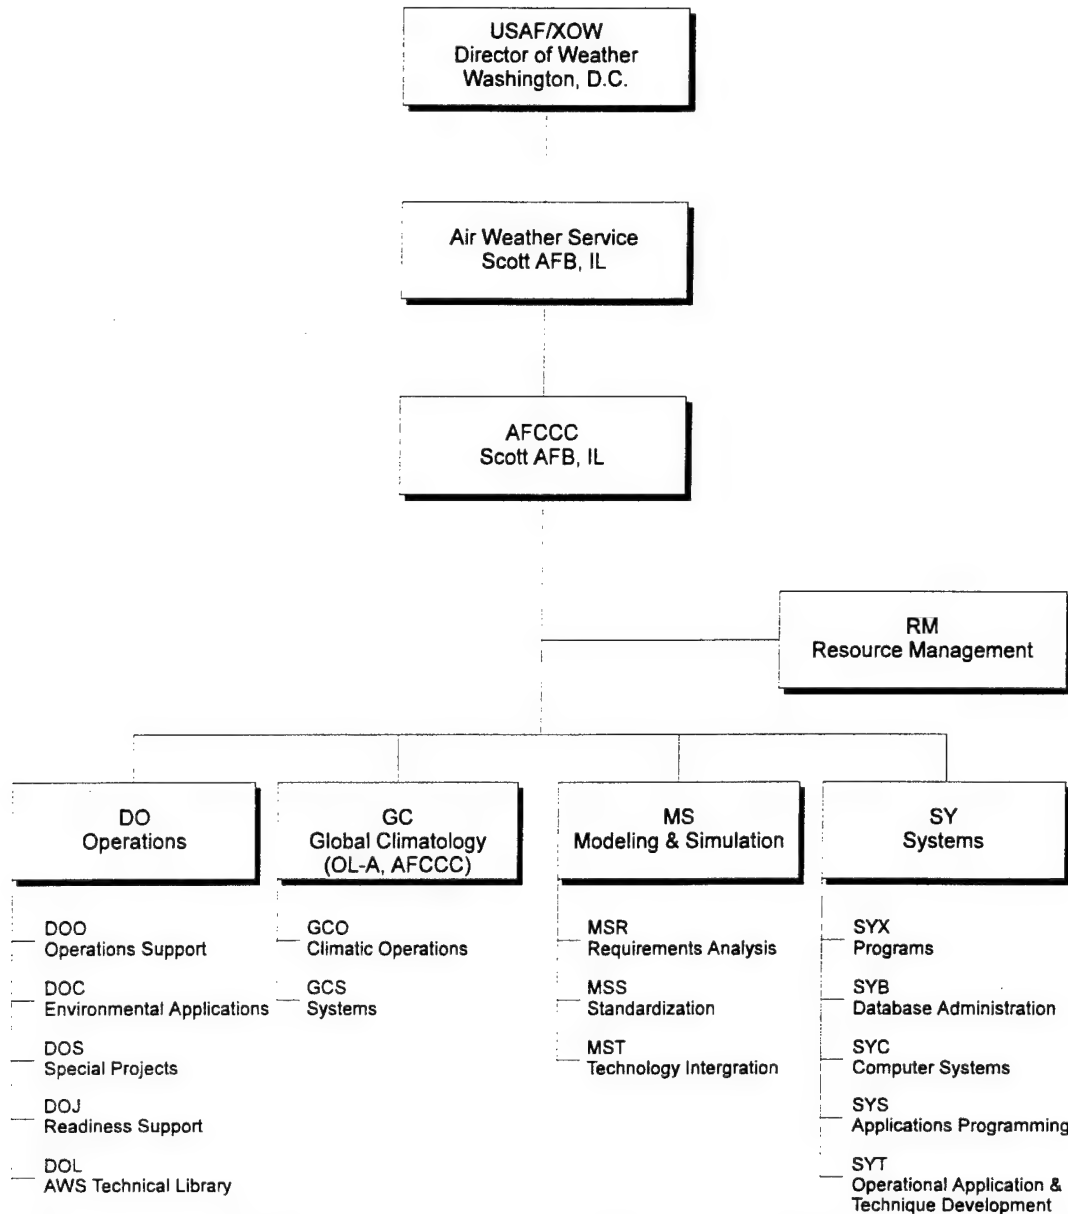 USAF/XOW
Director of Weather
Washington, D.C.
Air Weather Service
Scott AFB, IL
AFCCC
Scott AFB, IL
RM
Resource Management
DO
Operations
GC
Global Climatology
(OL-A, AFCCC)
MS
Modeling & Simulation
SY
Systems
DOO
Operations Support
DOC
Environmental Applications
DOS
Special Projects
DOJ
Readiness Support
DOL
AWS Technical Library
GCO
Climatic Operations
GCS
Systems
MSR
Requirements Analysis
MSS
Standardization
MST
Technology Intergration
SYX
Programs
SYB
Database Administration
SYC
Computer Systems
SYS
Applications Programming
SYT
Operational Application &
Technique Development